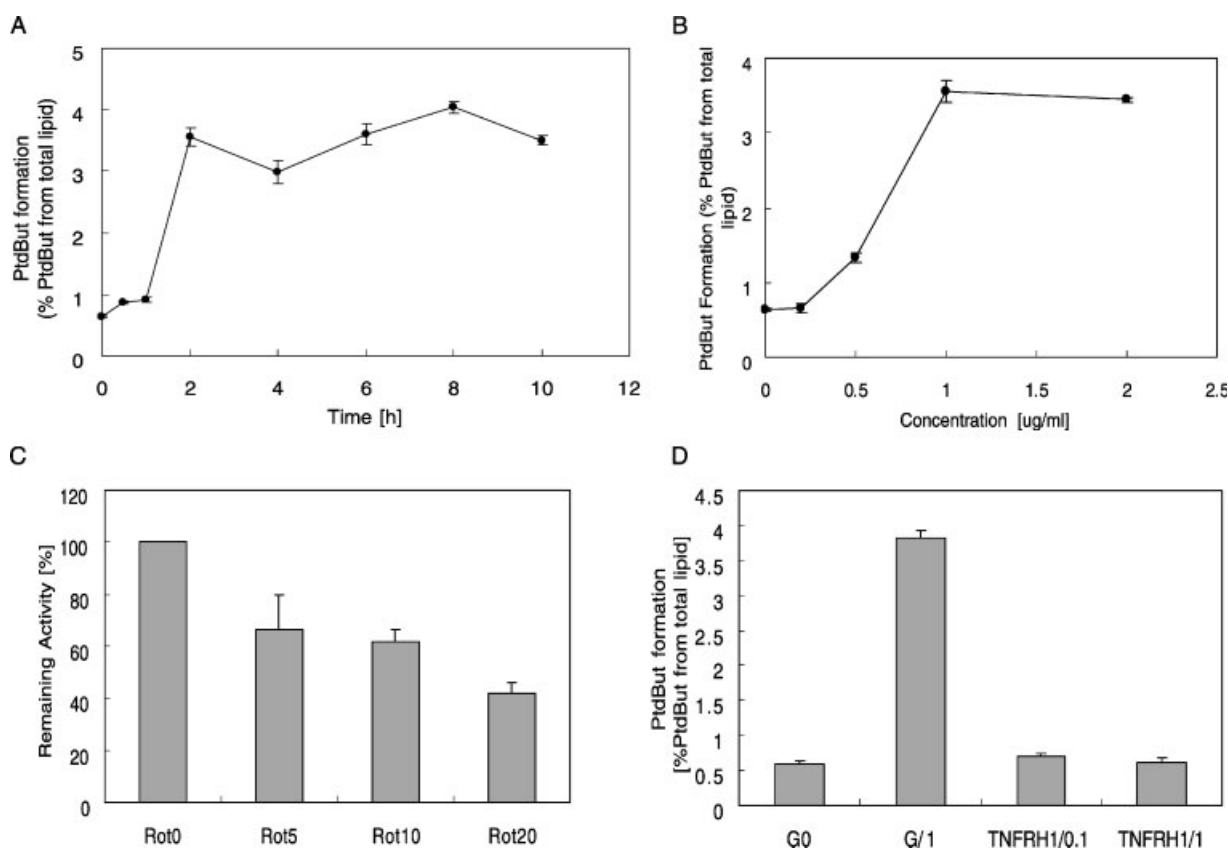 A
PtdBut formation
(% PtdBut from total lipid)
5
4
3
2
1
0
0 2 4 6 8 10 12
Time [h]
B
PtdBut Formation (% PtdBut from total
lipid)
4
3
2
1
0
0 0.5 1 1.5 2 2.5
Concentration [ug/ml]
C
Remaining Activity [%]
120
100
80
60
40
20
0
Rot0 Rot5 Rot10 Rot20
D
PtdBut formation
[%PtdBut from total lipid]
4.5
4
3.5
3
2.5
2
1.5
1
0.5
0
G0 G/1 TNFRH1/0.1 TNFRH1/1